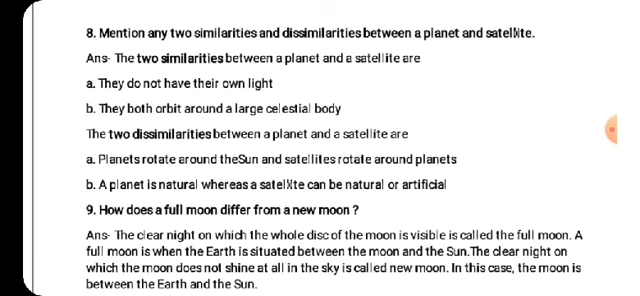 8. Mention any two similarities and dissimilarities between a planet and satellite.
Ans- The two similarities between a planet and a satellite are
a. They do not have their own light
b. They both orbit around a large celestial body
The two dissimilarities between a planet and a satellite are
a. Planets rotate around theSun and satellites rotate around planets
b. A planet is natural whereas a satellite can be natural or artificial
9. How does a full moon differ from a new moon ?
Ans- The clear night on which the whole disc of the moon is visible is called the full moon. A
full moon is when the Earth is situated between the moon and the Sun.The clear night on
which the moon does not shine at all in the sky is called new moon. In this case, the moon is
between the Earth and the Sun.